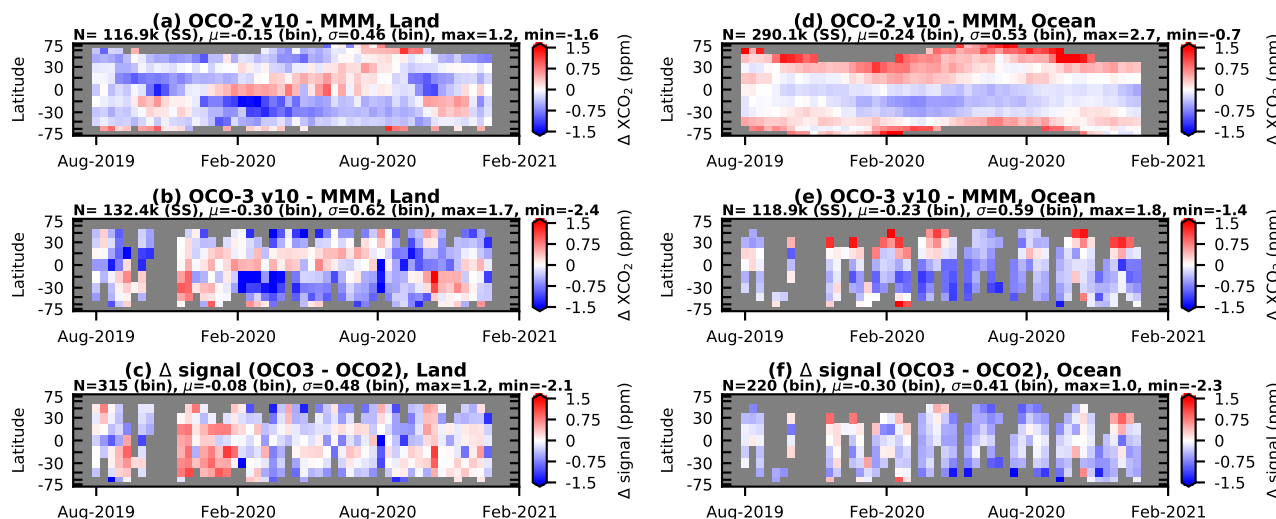 (a) OCO-2 v10 - MMM, Land
N= 116.9k (SS), μ=-0.15 (bin), σ=0.46 (bin), max=1.2, min=-1.6
Latitude
75
30
0
-30
-75
Aug-2019
Feb-2020
Aug-2020
Feb-2021
1.5
0.75
0
-0.75
-1.5
Δ XCO₂ (ppm)
(d) OCO-2 v10 - MMM, Ocean
N= 290.1k (SS), μ=0.24 (bin), σ=0.53 (bin), max=2.7, min=-0.7
Latitude
75
30
0
-30
-75
Aug-2019
Feb-2020
Aug-2020
Feb-2021
1.5
0.75
0
-0.75
-1.5
Δ XCO₂ (ppm)
(b) OCO-3 v10 - MMM, Land
N= 132.4k (SS), μ=-0.30 (bin), σ=0.62 (bin), max=1.7, min=-2.4
Latitude
75
30
0
-30
-75
Aug-2019
Feb-2020
Aug-2020
Feb-2021
1.5
0.75
0
-0.75
-1.5
Δ XCO₂ (ppm)
(e) OCO-3 v10 - MMM, Ocean
N= 118.9k (SS), μ=-0.23 (bin), σ=0.59 (bin), max=1.8, min=-1.4
Latitude
75
30
0
-30
-75
Aug-2019
Feb-2020
Aug-2020
Feb-2021
1.5
0.75
0
-0.75
-1.5
Δ XCO₂ (ppm)
(c) Δ signal (OCO3 - OCO2), Land
N=315 (bin), μ=-0.08 (bin), σ=0.48 (bin), max=1.2, min=-2.1
Latitude
75
30
0
-30
-75
Aug-2019
Feb-2020
Aug-2020
Feb-2021
1.5
0.75
0
-0.75
-1.5
Δ signal (ppm)
(f) Δ signal (OCO3 - OCO2), Ocean
N=220 (bin), μ=-0.30 (bin), σ=0.41 (bin), max=1.0, min=-2.3
Latitude
75
30
0
-30
-75
Aug-2019
Feb-2020
Aug-2020
Feb-2021
1.5
0.75
0
-0.75
-1.5
Δ signal (ppm)